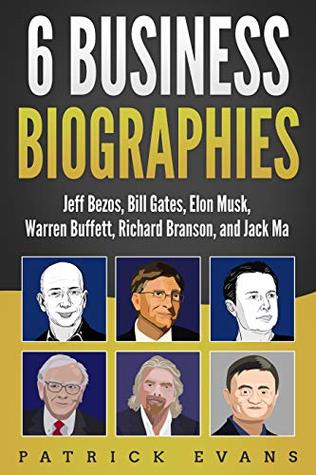 6 BUSINESS
BIOGRAPHIES
Jeff Bezos, Bill Gates, Elon Musk,
Warren Buffett, Richard Branson, and Jack Ma
PATRICK EVANS